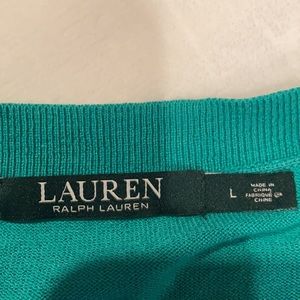 LAUREN
RALPH LAUREN
L
MADE IN
CHINA
FABRIQUÉ EN
CHINE